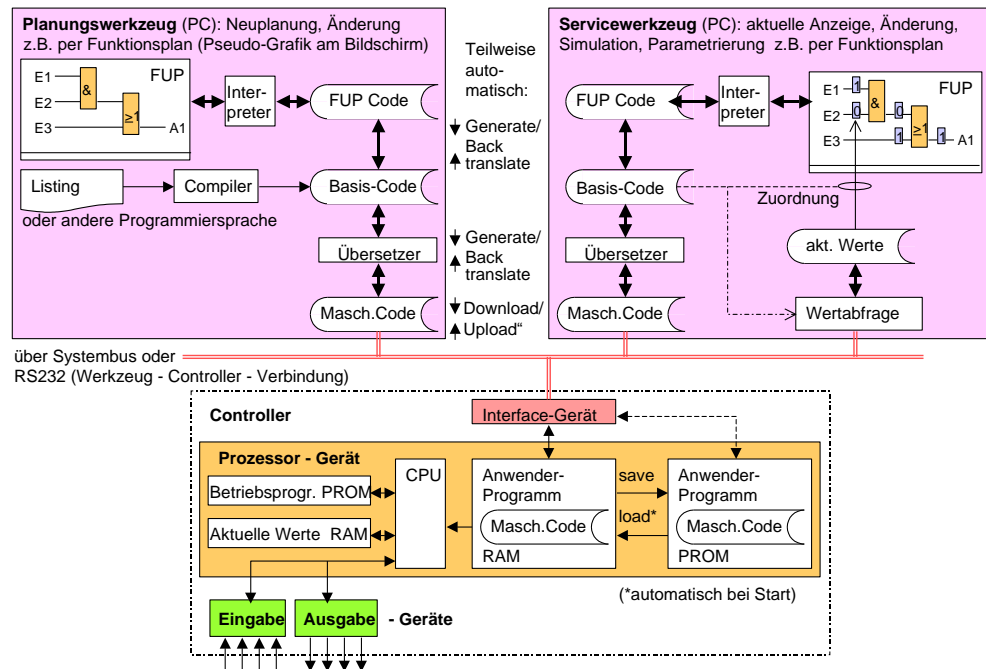 Planungswerkzeug (PC): Neuplanung, Änderung
z.B. per Funktionsplan (Pseudo-Grafik am Bildschirm)
FUP
E1
&
E2
≥1
E3
A1
Inter-
preter
FUP Code
Listing
Compiler
Basis-Code
oder andere Programmiersprache
Übersetzer
Masch.Code
Teilweise
auto-
matisch:
Generate/
Back
translate
Generate/
Back
translate
Download/
Upload“
Servicewerkzeug (PC): aktuelle Anzeige, Änderung,
Simulation, Parametrierung z.B. per Funktionsplan
FUP Code
Inter-
preter
FUP
E1
1
&
E2
0
0
≥1
E3
1
1
A1
Basis-Code
Zuordnung
Übersetzer
akt. Werte
Masch.Code
Wertabfrage
über Systembus oder
RS232 (Werkzeug - Controller - Verbindung)
Controller
Interface-Gerät
Prozessor - Gerät
CPU
Betriebsprogr. PROM
Aktuelle Werte RAM
Anwender-
Programm
Masch.Code
RAM
save
load*
Anwender-
Programm
Masch.Code
PROM
(*automatisch bei Start)
Eingabe
Ausgabe
- Geräte